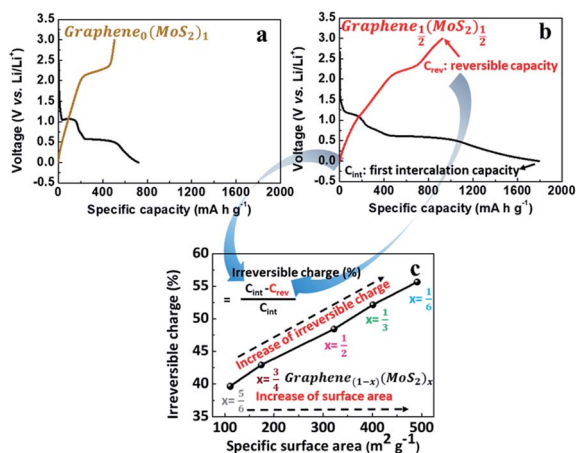 Graphene₀(MoS₂)₁
a
Voltage (V vs. Li/Li⁺)
3.5
3.0
2.5
2.0
1.5
1.0
0.5
0.0
-0.5
0 400 800 1200 1600 2000
Specific capacity (mA h g⁻¹)
Graphene½(MoS₂)½
b
C_rev: reversible capacity
C_int: first intercalation capacity
Voltage (V vs. Li/Li⁺)
3.5
3.0
2.5
2.0
1.5
1.0
0.5
0.0
-0.5
0 400 800 1200 1600 2000
Specific capacity (mA h g⁻¹)
Irreversible charge (%)
= C_int-C_rev
C_int
c
Increase of irreversible charge
x= 1/6
x= 1/3
x= 1/2
x= 3/4
x= 5/6
Graphene₍₁₋ₓ₎(MoS₂)ₓ
Increase of surface area
Irreversible charge (%)
60
55
50
45
40
35
100 200 300 400 500
Specific surface area (m² g⁻¹)